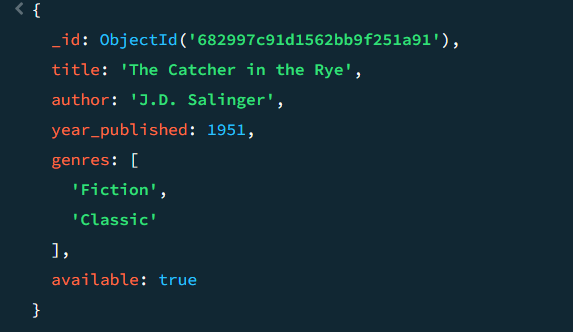 {
_id: ObjectId('682997c91d1562bb9f251a91'),
title: 'The Catcher in the Rye',
author: 'J.D. Salinger',
year_published: 1951,
genres: [
'Fiction',
'Classic'
],
available: true
}